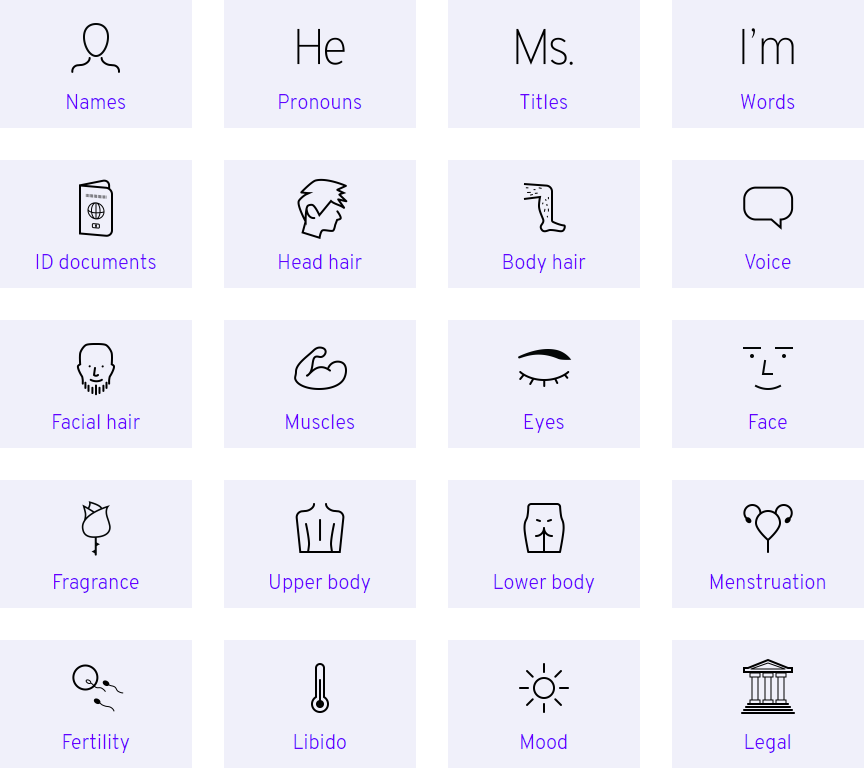 He
Ms.
I’m
Names
Pronouns
Titles
Words
ID documents
Head hair
Body hair
Voice
Facial hair
Muscles
Eyes
Face
Fragrance
Upper body
Lower body
Menstruation
Fertility
Libido
Mood
Legal